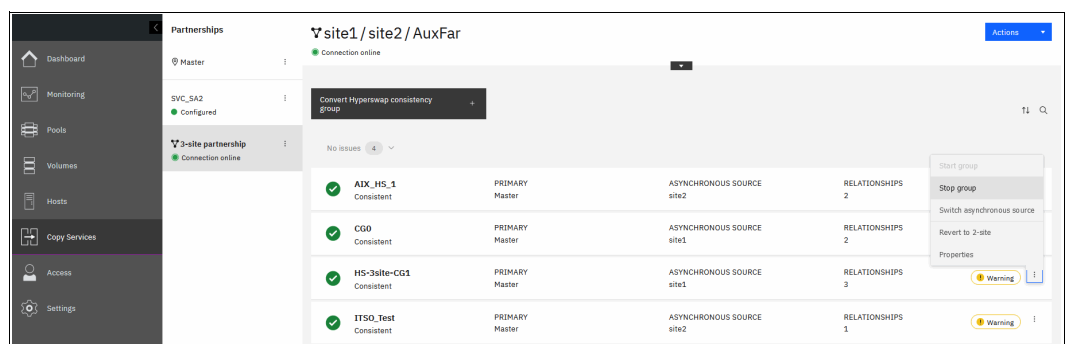 Dashboard
Monitoring
Pools
Volumes
Hosts
Copy Services
Access
Settings
Partnerships
Master
SVC_SA2
Configured
3-site partnership
Connection online
site1 / site2 / AuxFar
Connection online
Actions
Convert Hyperswap consistency
group +
No issues 4
Start group
Stop group
Switch asynchronous source
Revert to 2-site
Properties
AIX_HS_1 PRIMARY ASYNCHRONOUS SOURCE RELATIONSHIPS
Consistent Master site2 2
CG0 PRIMARY ASYNCHRONOUS SOURCE RELATIONSHIPS
Consistent Master site1 2
HS-3site-CG1 PRIMARY ASYNCHRONOUS SOURCE RELATIONSHIPS
Consistent Master site1 3 Warning
ITSO_Test PRIMARY ASYNCHRONOUS SOURCE RELATIONSHIPS
Consistent Master site2 1 Warning